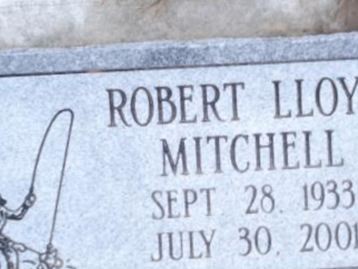 ROBERT LLOY
MITCHELL
SEPT 28. 1933
JULY 30. 2001